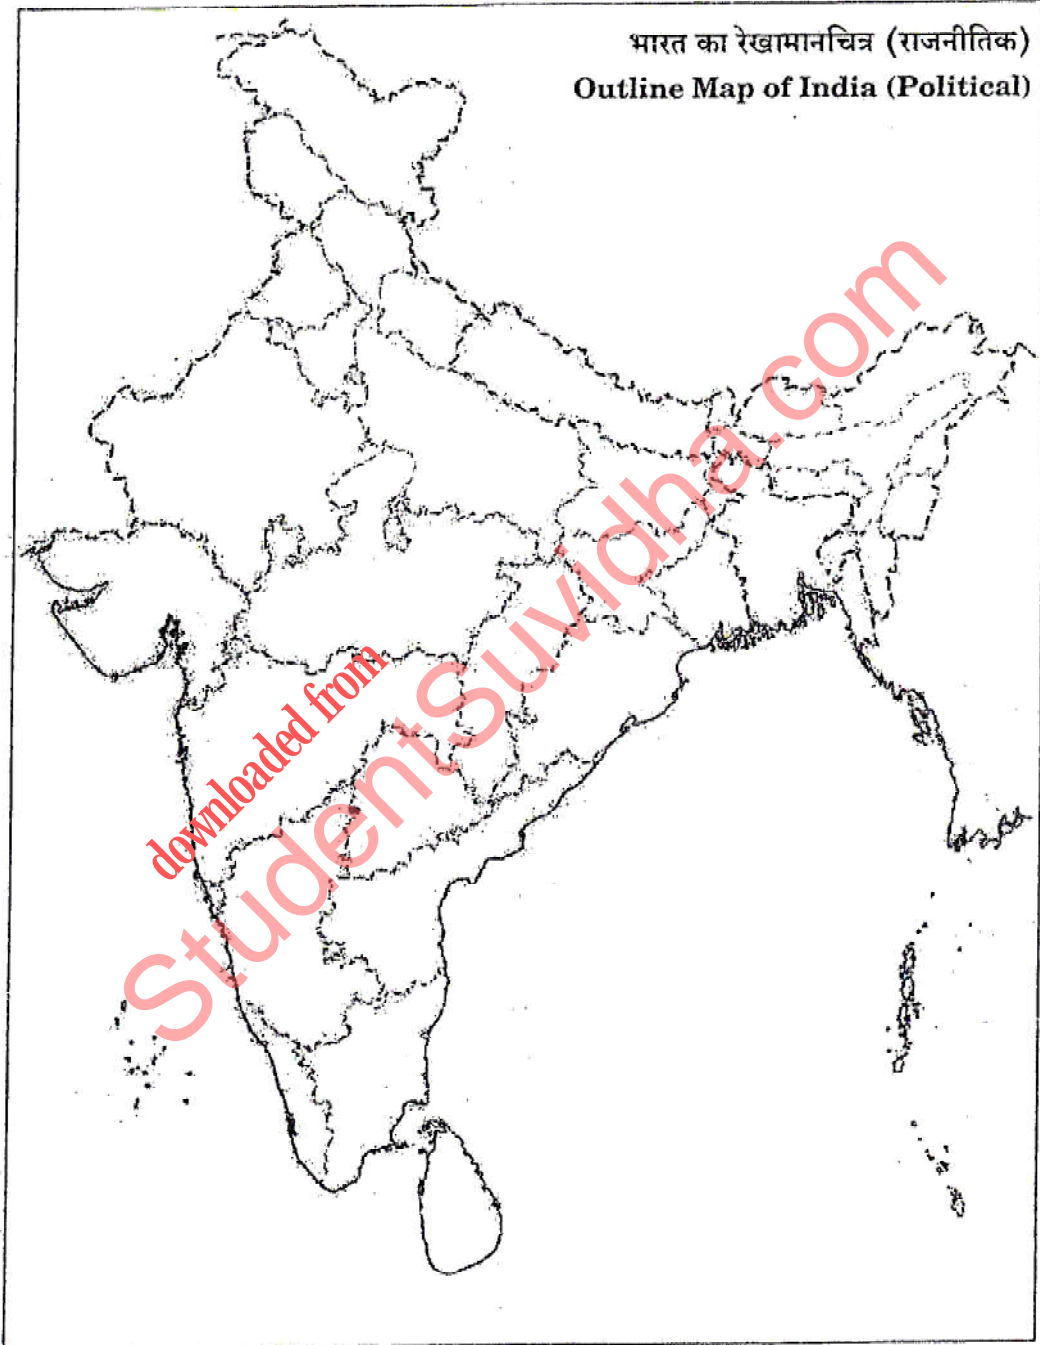 भारत का रेखामानचित्र (राजनीतिक)
Outline Map of India (Political)
downloaded from
StudentSuvidha.com